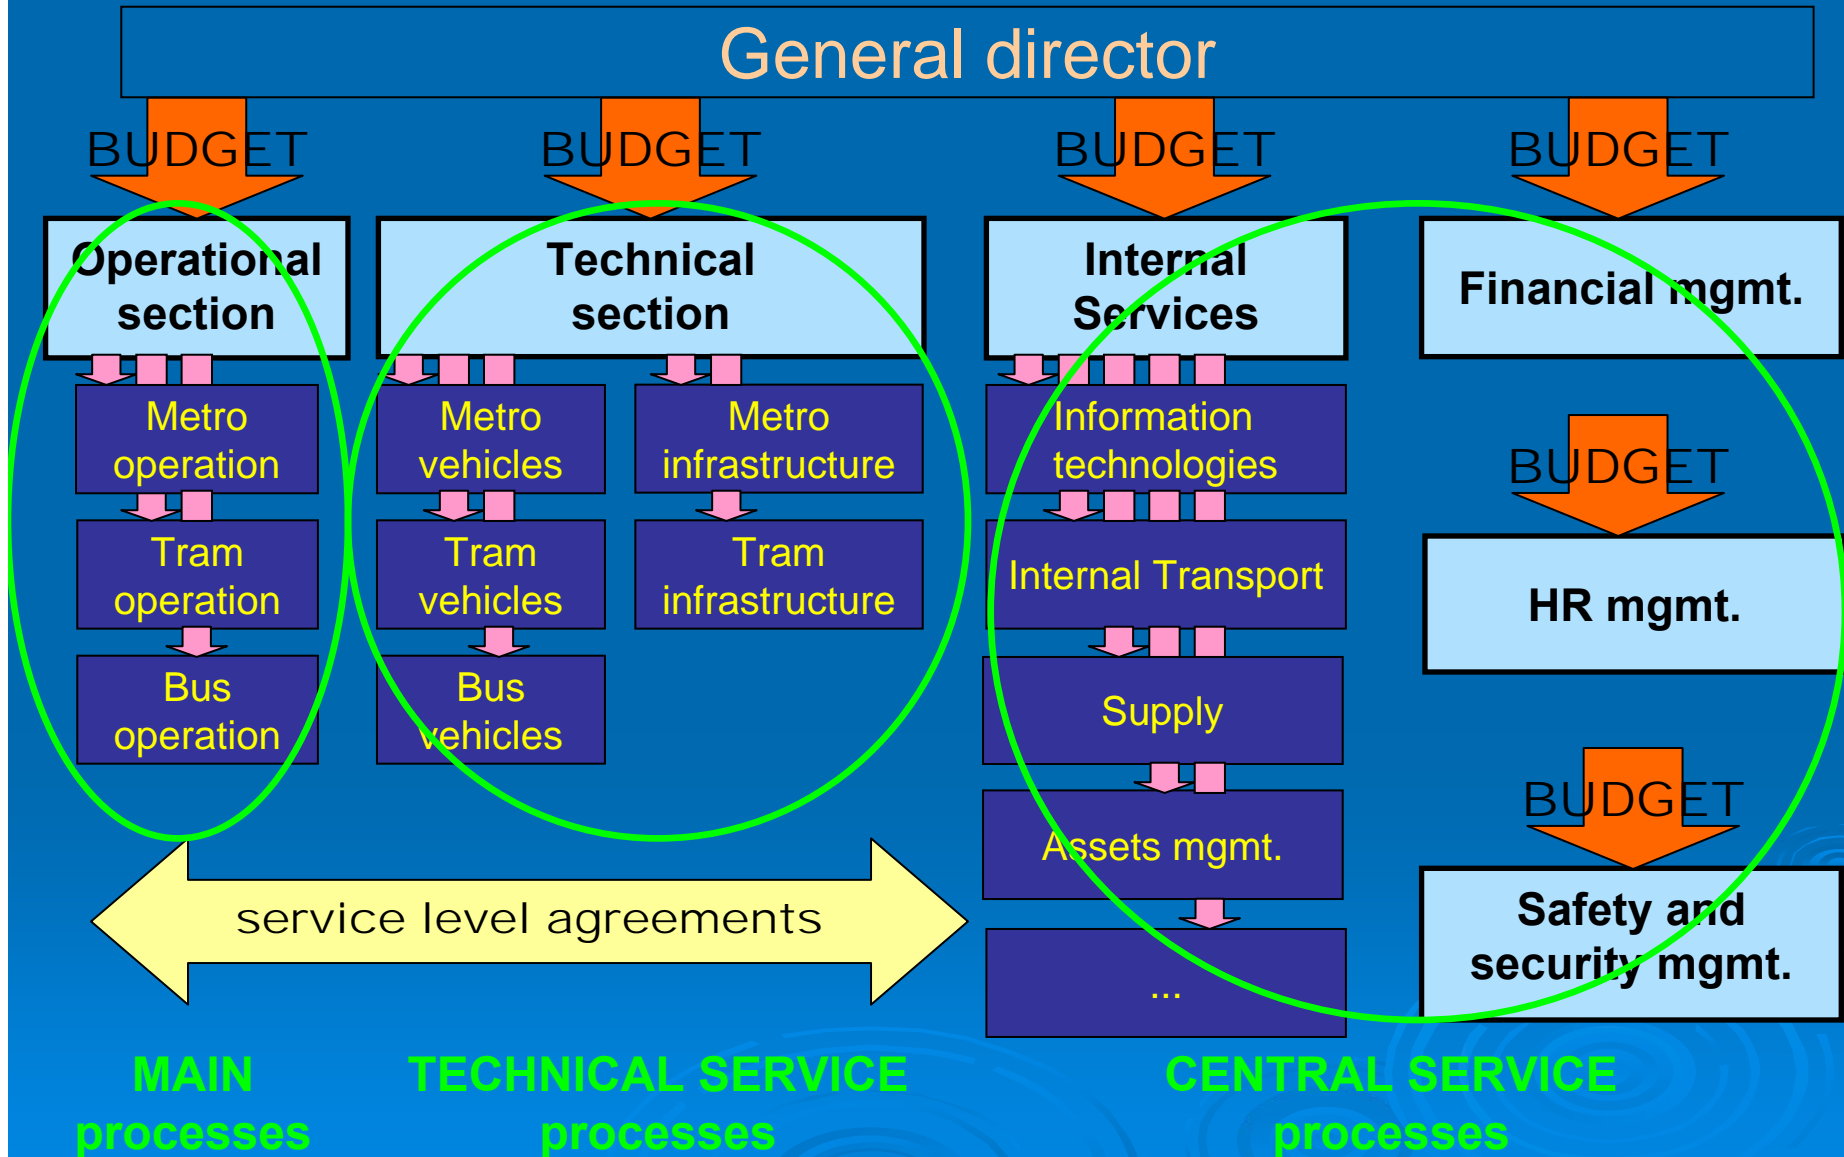 General director
BUDGET
BUDGET
BUDGET
BUDGET
Operational
section
Technical
section
Internal
Services
Financial mgmt.
Metro
operation
Metro
vehicles
Metro
infrastructure
Information
technologies
BUDGET
Tram
operation
Tram
vehicles
Tram
infrastructure
Internal Transport
HR mgmt.
Bus
operation
Bus
vehicles
Supply
BUDGET
Assets mgmt.
service level agreements
Safety and
security mgmt.
...
MAIN
processes
TECHNICAL SERVICE
processes
CENTRAL SERVICE
processes